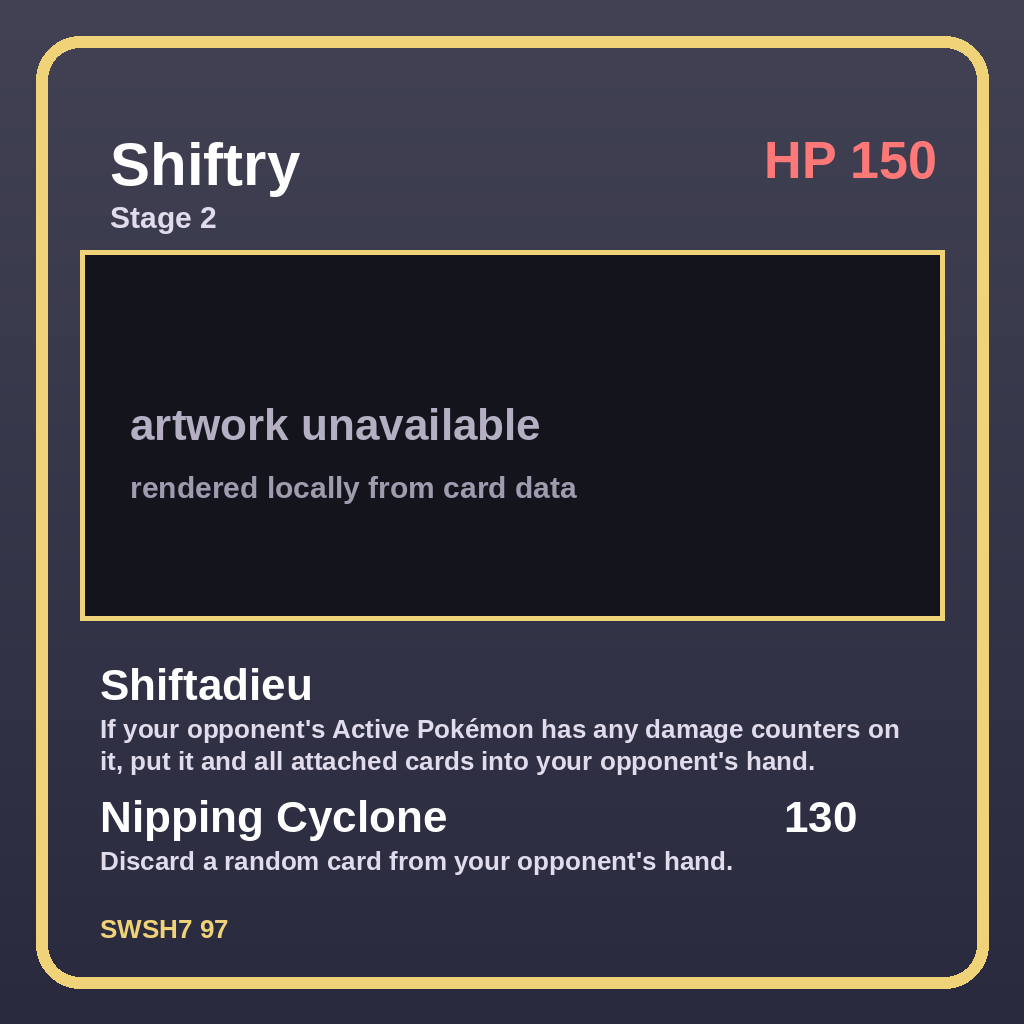 Shiftry
HP 150
Stage 2
artwork unavailable
rendered locally from card data
Shiftadieu
If your opponent's Active Pokémon has any damage counters on
it, put it and all attached cards into your opponent's hand.
Nipping Cyclone
130
Discard a random card from your opponent's hand.
SWSH7 97